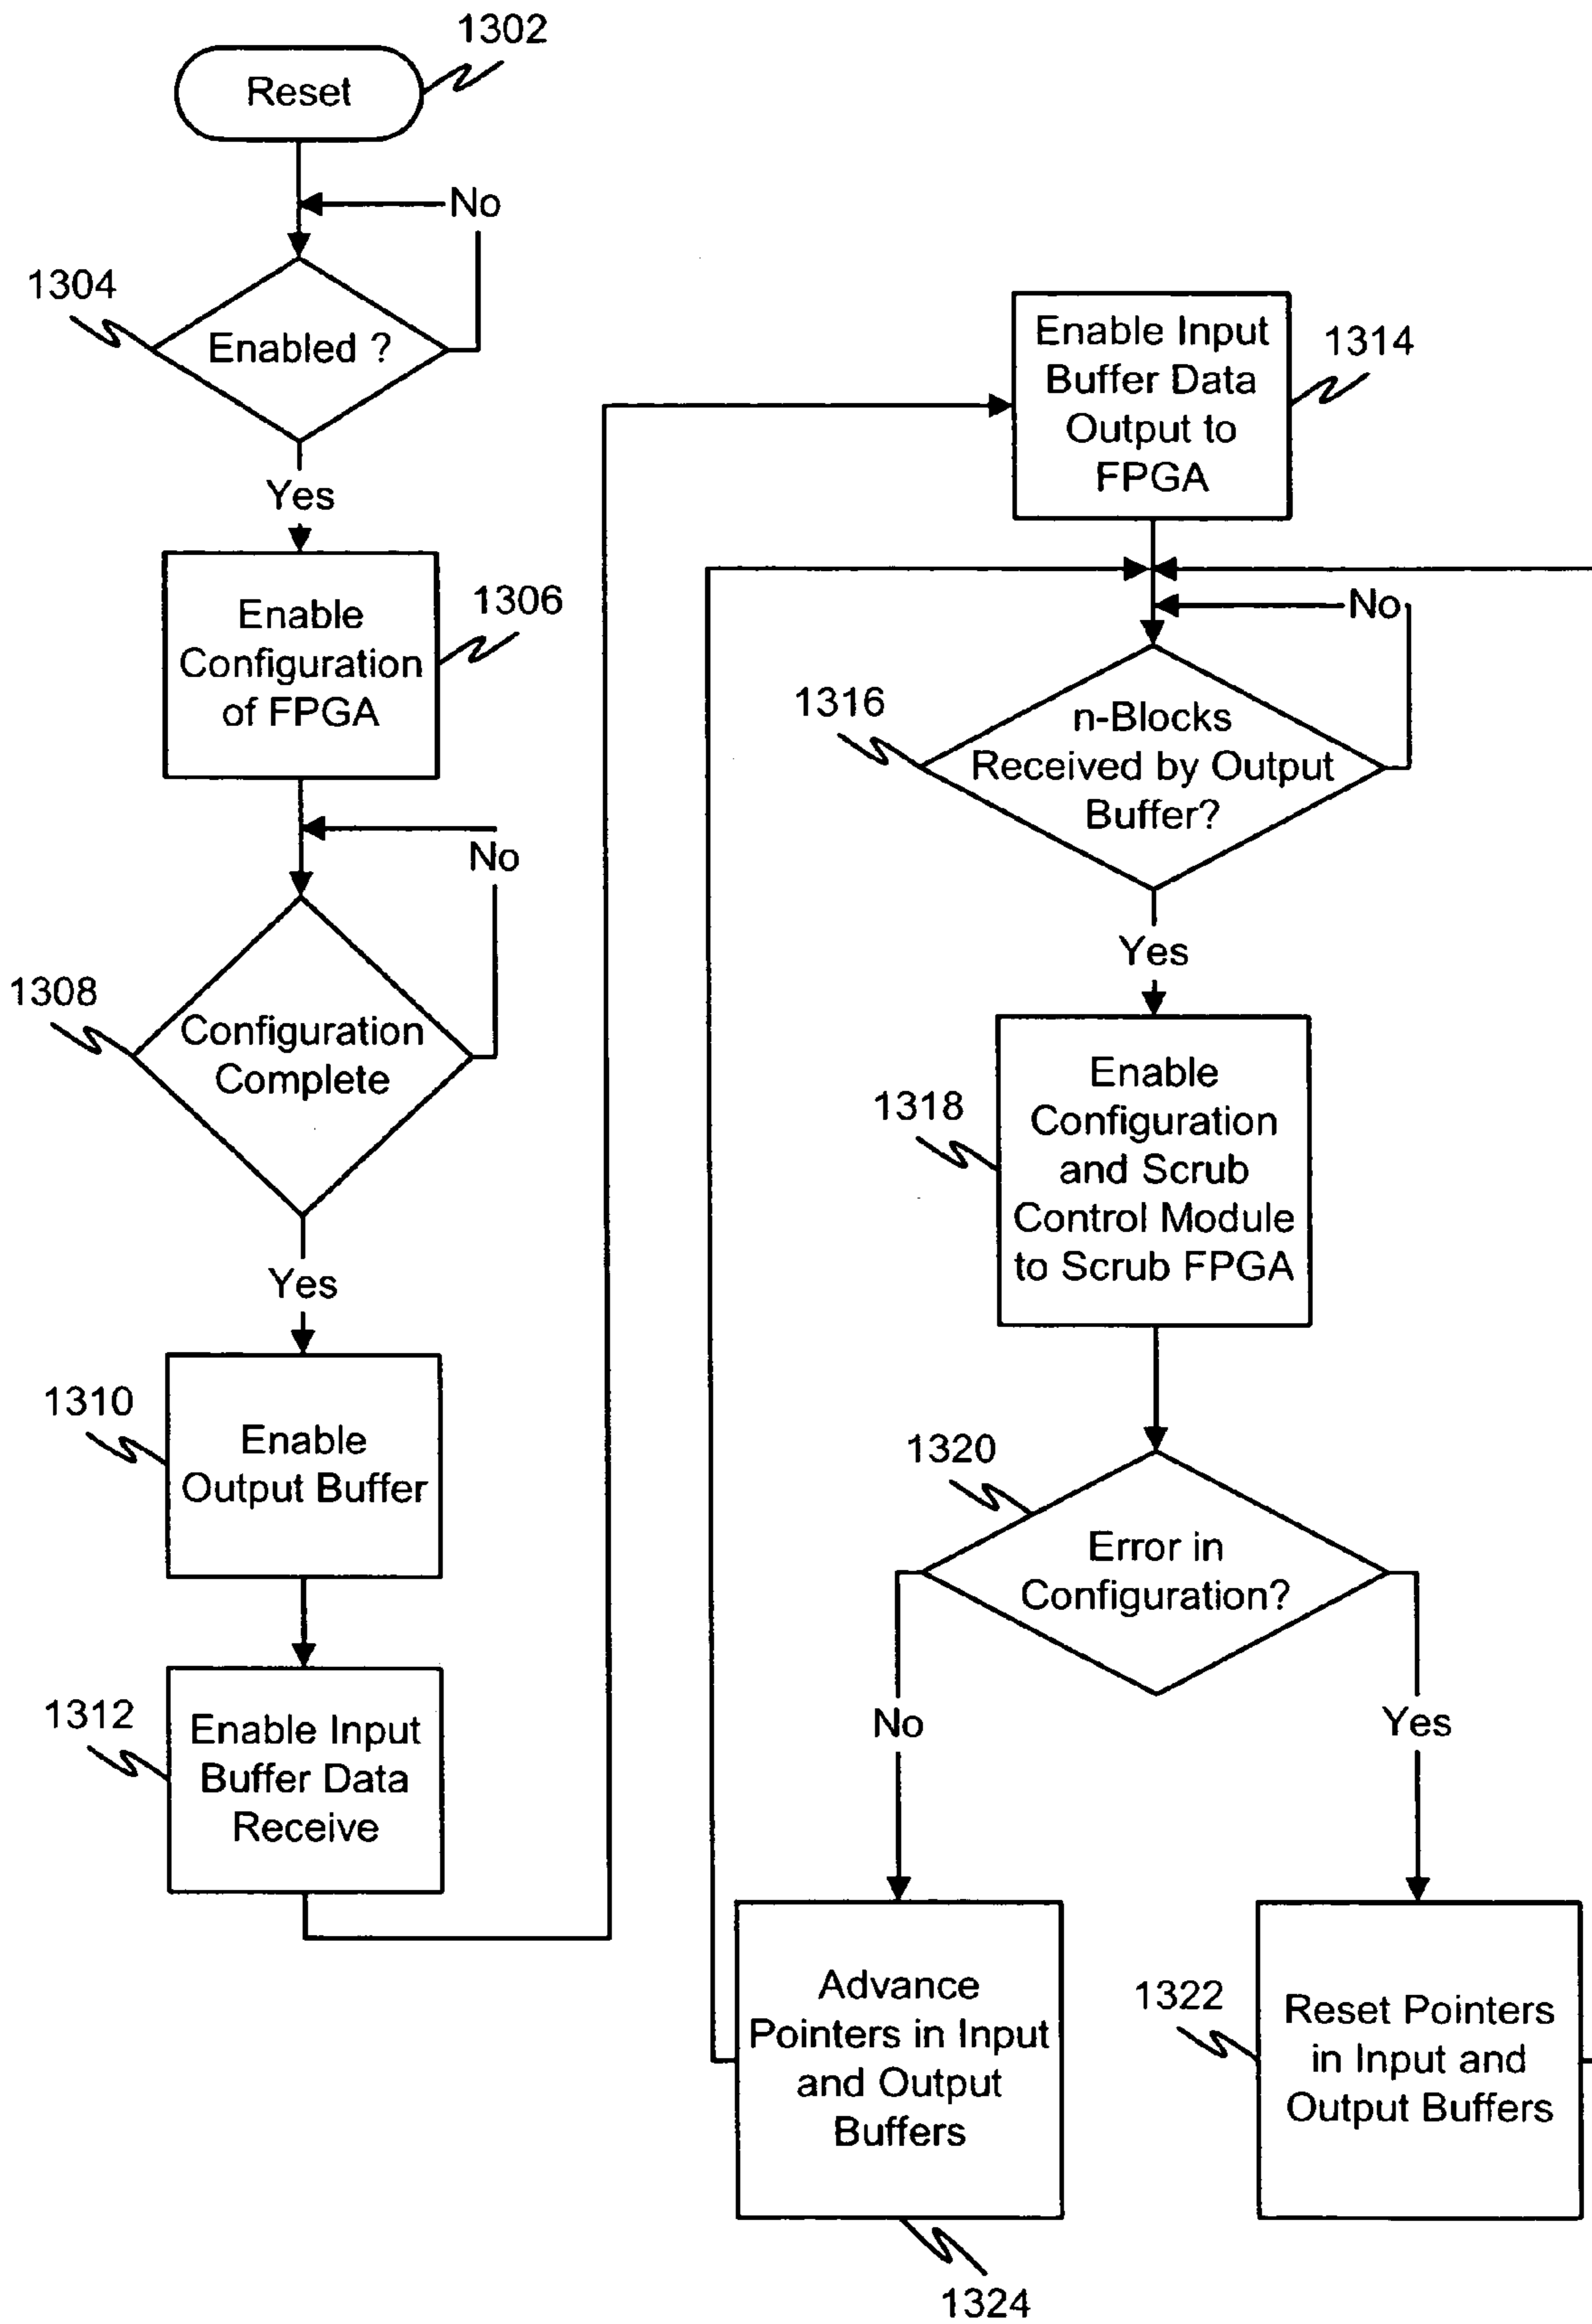 1302
Reset
No
1304
Enabled ?
Yes
1306
Enable
Configuration
of FPGA
No
1308
Configuration
Complete
Yes
1310
Enable
Output Buffer
1312
Enable Input
Buffer Data
Receive
1314
Enable Input
Buffer Data
Output to
FPGA
No
1316
n-Blocks
Received by Output
Buffer?
Yes
1318
Enable
Configuration
and Scrub
Control Module
to Scrub FPGA
1320
Error in
Configuration?
No
Yes
Advance
Pointers in Input
and Output
Buffers
1324
1322
Reset Pointers
in Input and
Output Buffers